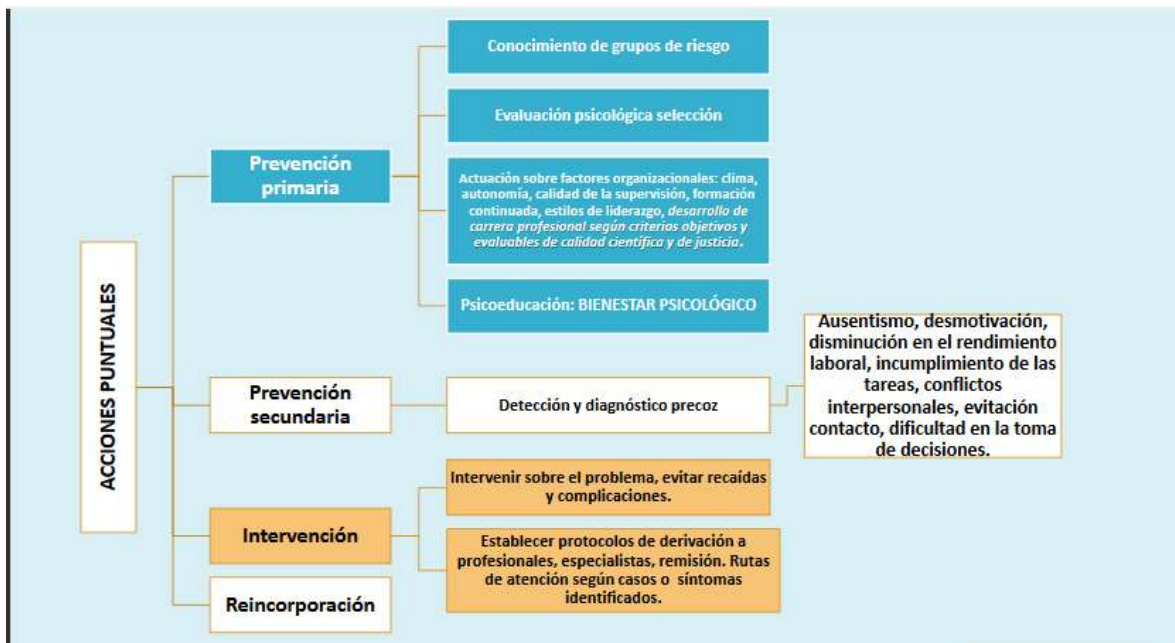 ACCIONES PUNTUALES
Prevención
primaria
Conocimiento de grupos de riesgo
Evaluación psicológica selección
Actuación sobre factores organizacionales: clima,
autonomía, calidad de la supervisión, formación
continuada, estilos de liderazgo, desarrollo de
carrera profesional según criterios objetivos y
evaluables de calidad científica y de justicia.
Psicoeducación: BIENESTAR PSICOLÓGICO
Prevención
secundaria
Detección y diagnóstico precoz
Ausentismo, desmotivación,
disminución en el rendimiento
laboral, incumplimiento de las
tareas, conflictos
interpersonales, evitación
contacto, dificultad en la toma
de decisiones.
Intervención
Intervenir sobre el problema, evitar recaídas
y complicaciones.
Establecer protocolos de derivación a
profesionales, especialistas, remisión. Rutas
de atención según casos o síntomas
identificados.
Reincorporación